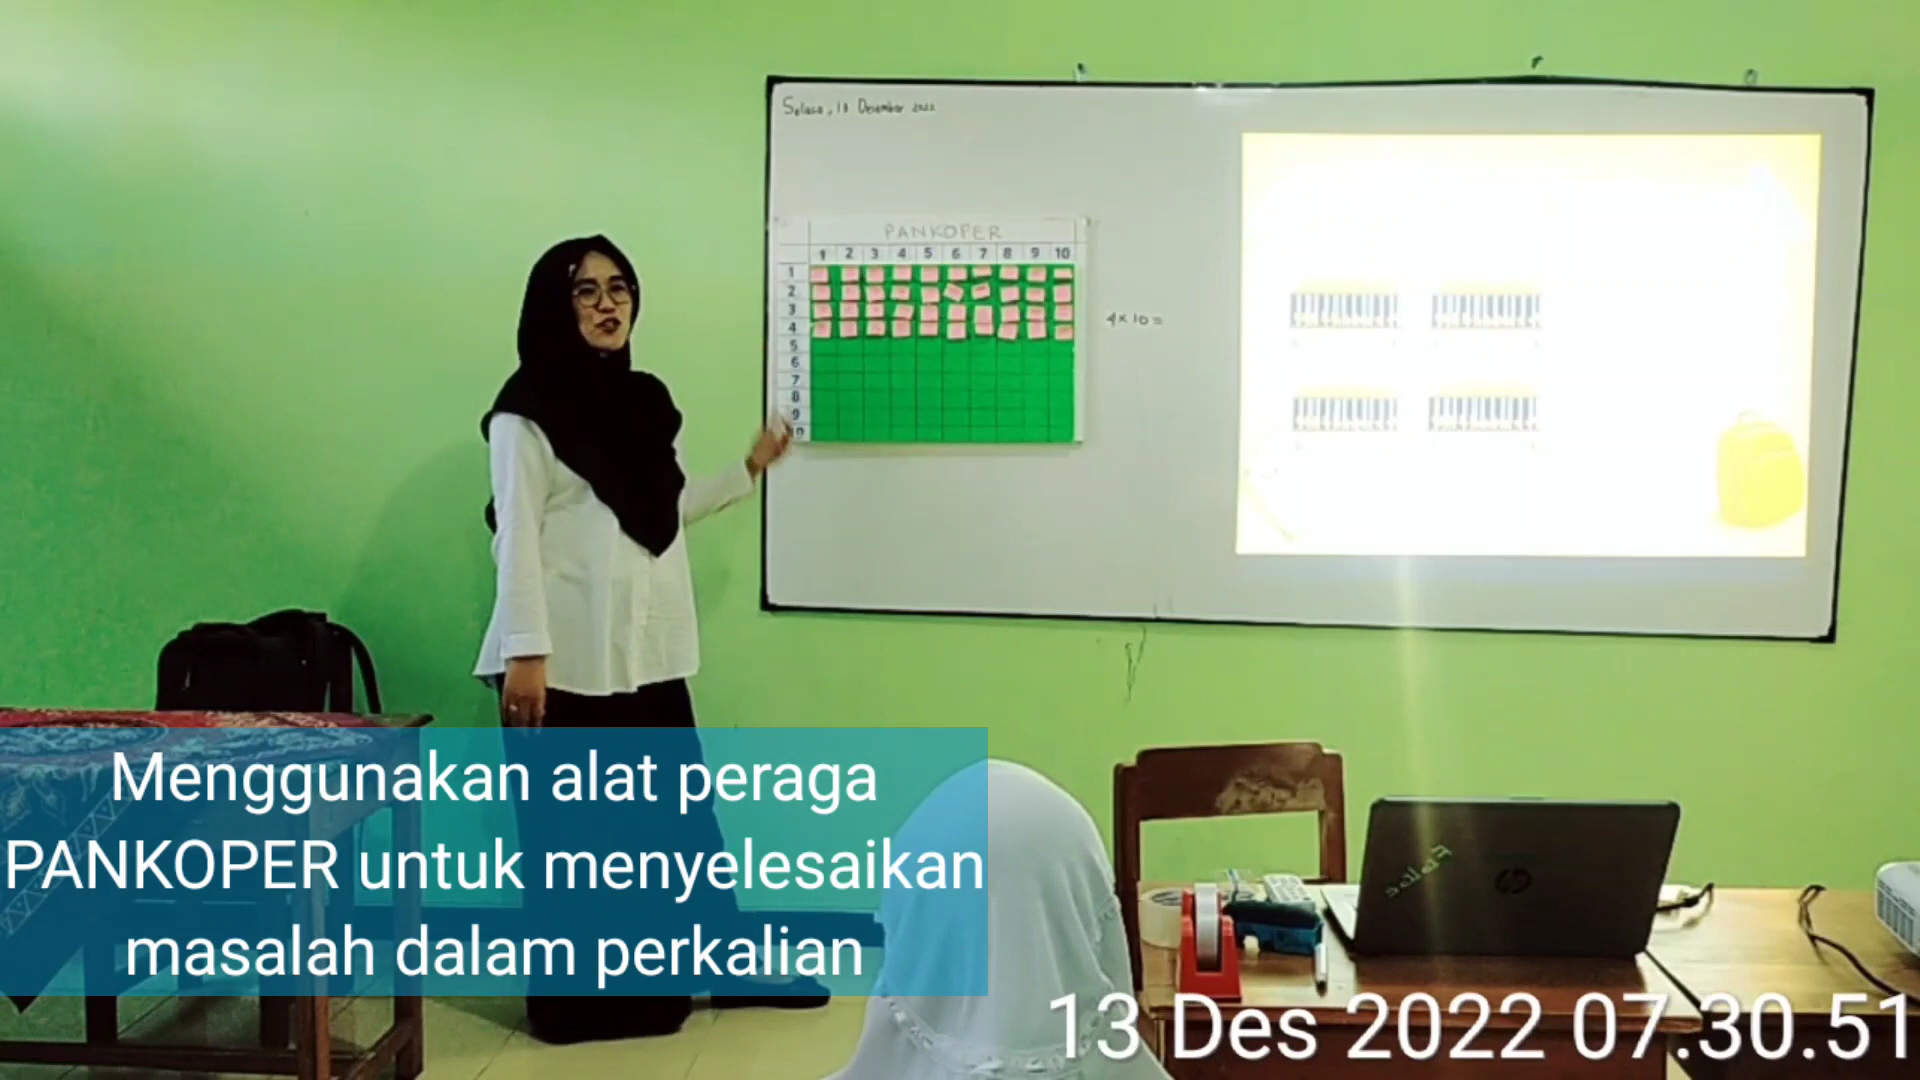 Selasa, 13 Desember 2022
PANKOPER
1 2 3 4 5 6 7 8 9 10
1
2
3
4
5
6
7
8
9
10
4 x 10 =
Menggunakan alat peraga
PANKOPER untuk menyelesaikan
masalah dalam perkalian
hp
13 Des 2022 07.30.51